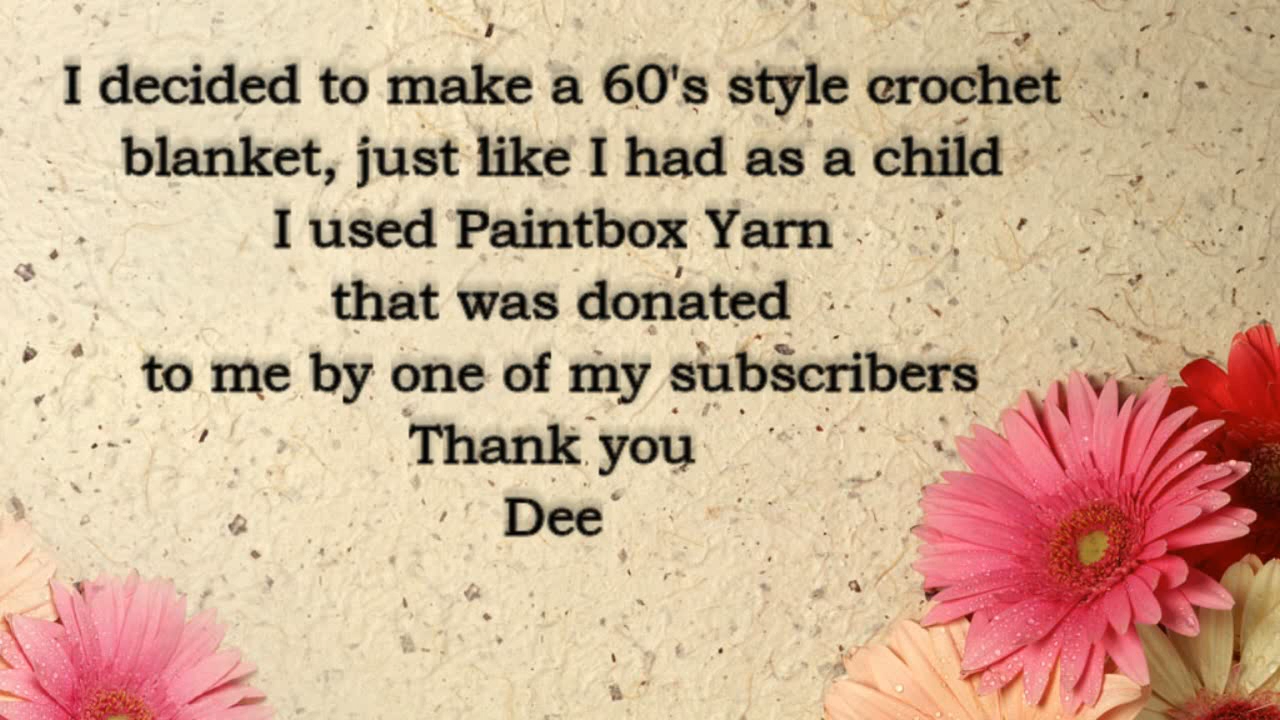 I decided to make a 60's style crochet
blanket, just like I had as a child
I used Paintbox Yarn
that was donated
to me by one of my subscribers
Thank you
Dee